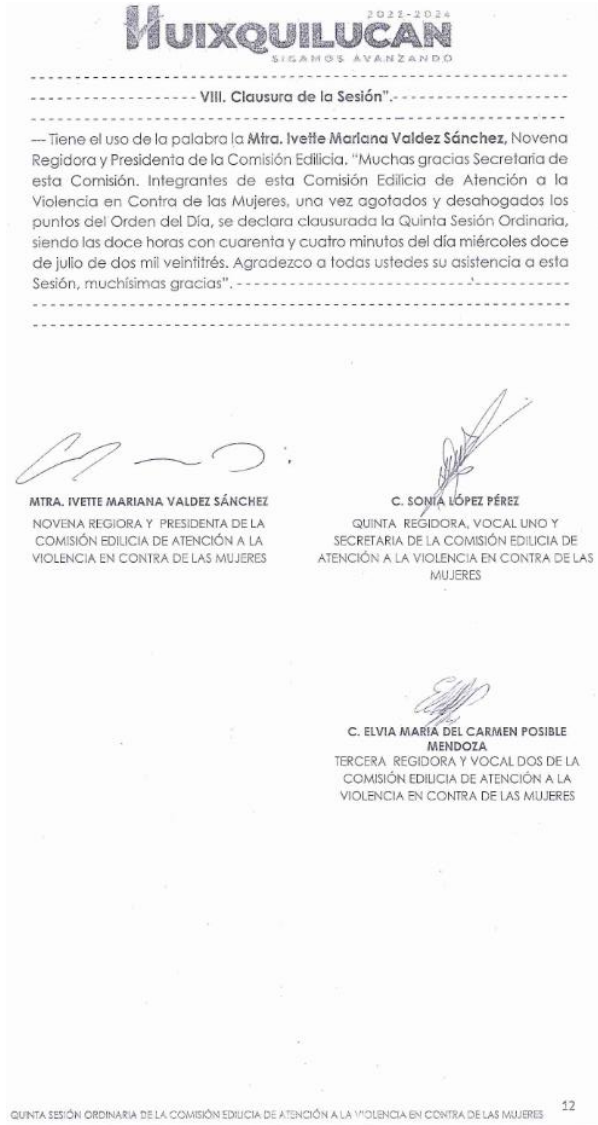 2022-2024
HUIXQUILUCAN
SIGAMOS AVANZANDO
VIII. Clausura de la Sesión".
— Tiene el uso de la palabra la Mtra. Ivette Mariana Valdez Sánchez, Novena
Regidora y Presidenta de la Comisión Edilicia. "Muchas gracias Secretaria de
esta Comisión. Integrantes de esta Comisión Edilicia de Atención a la
Violencia en Contra de las Mujeres, una vez agotados y desahogados los
puntos del Orden del Día, se declara clausurada la Quinta Sesión Ordinaria,
siendo las doce horas con cuarenta y cuatro minutos del día miércoles doce
de julio de dos mil veintitrés. Agradezco a todas ustedes su asistencia a esta
Sesión, muchísimas gracias".
MTRA. IVETTE MARIANA VALDEZ SÁNCHEZ
NOVENA REGIORA Y PRESIDENTA DE LA
COMISIÓN EDILICIA DE ATENCIÓN A LA
VIOLENCIA EN CONTRA DE LAS MUJERES
C. SONIA LÓPEZ PÉREZ
QUINTA REGIDORA, VOCAL UNO Y
SECRETARIA DE LA COMISIÓN EDILICIA DE
ATENCIÓN A LA VIOLENCIA EN CONTRA DE LAS
MUJERES
C. ELVIA MARIA DEL CARMEN POSIBLE
MENDOZA
TERCERA REGIDORA Y VOCAL DOS DE LA
COMISIÓN EDILICIA DE ATENCIÓN A LA
VIOLENCIA EN CONTRA DE LAS MUJERES
12
QUINTA SESIÓN ORDINARIA DE LA COMISIÓN EDILICIA DE ATENCIÓN A LA VIOLENCIA EN CONTRA DE LAS MUJERES